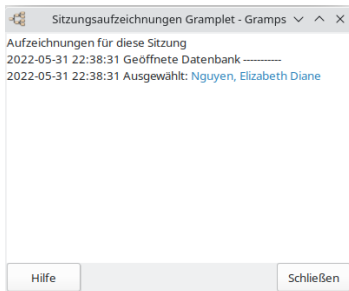 Sitzungsaufzeichnungen Gramplet - Gramps
Aufzeichnungen für diese Sitzung
2022-05-31 22:38:31 Geöffnete Datenbank -----------
2022-05-31 22:38:31 Ausgewählt: Nguyen, Elizabeth Diane
Hilfe
Schließen